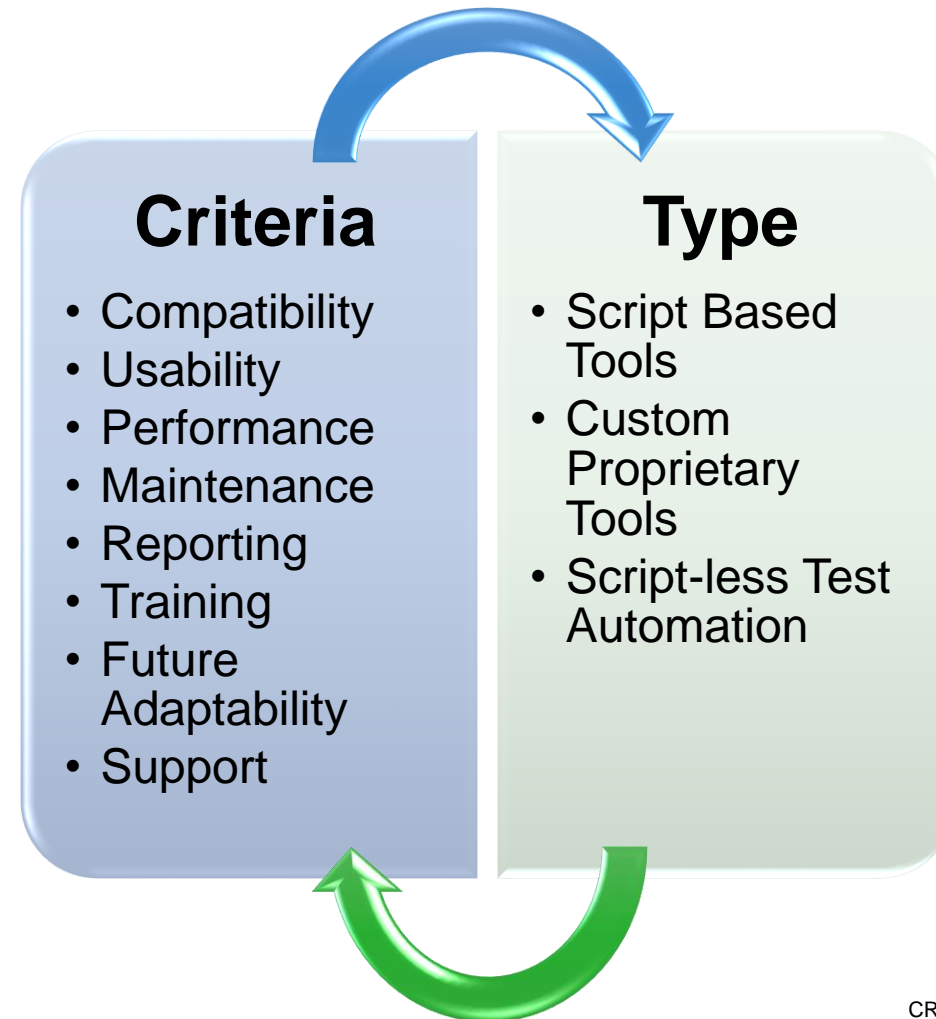 Criteria
• Compatibility
• Usability
• Performance
• Maintenance
• Reporting
• Training
• Future
Adaptability
• Support
Type
• Script Based
Tools
• Custom
Proprietary
Tools
• Script-less Test
Automation
CR